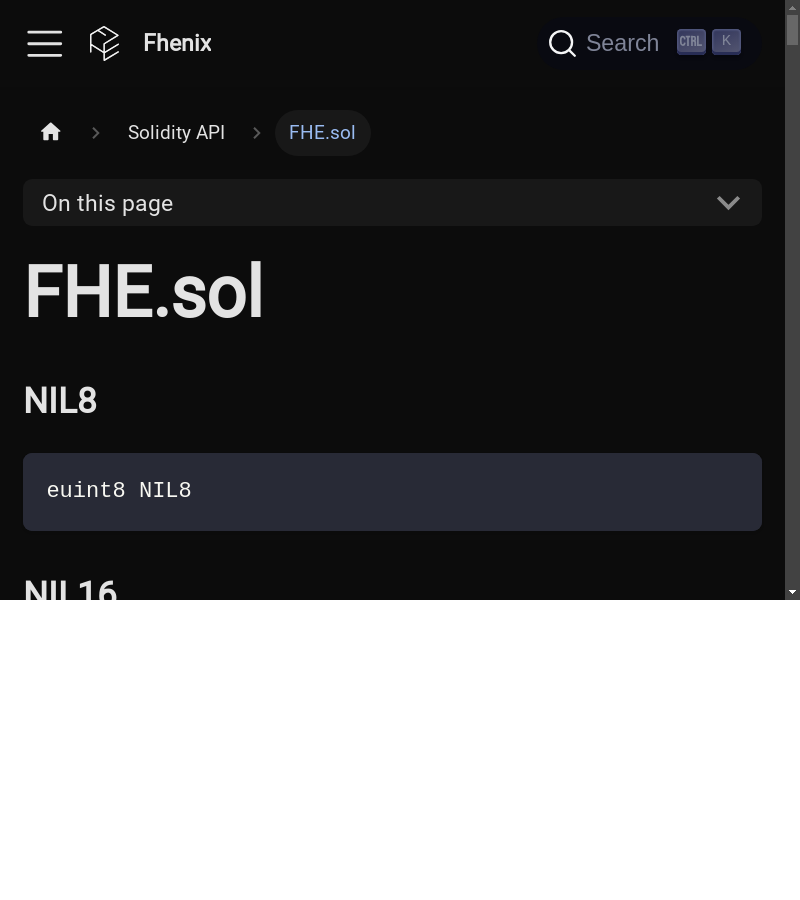 Fhenix
Search CTRL K
Solidity API
FHE.sol
On this page
FHE.sol
NIL8
euint8 NIL8
NIL16